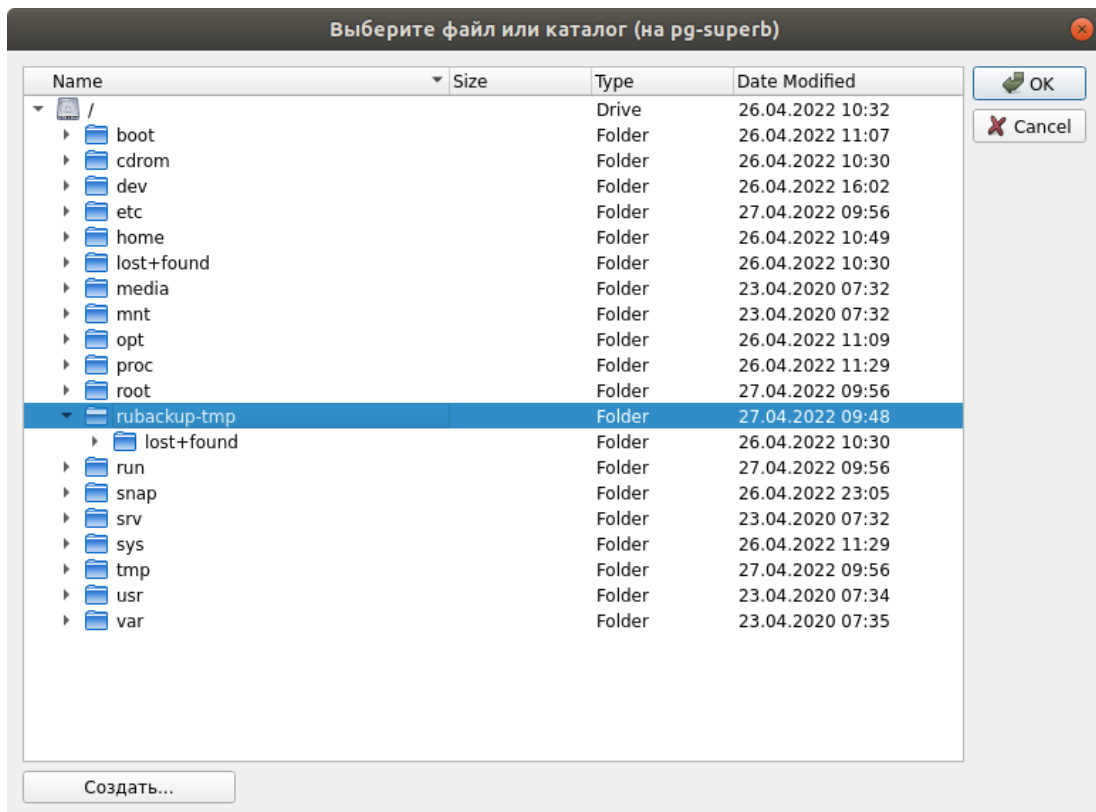 Выберите файл или каталог (на pg-superb)
Name Size Type Date Modified
OK
/ Drive 26.04.2022 10:32
Cancel
boot Folder 26.04.2022 11:07
cdrom Folder 26.04.2022 10:30
dev Folder 26.04.2022 16:02
etc Folder 27.04.2022 09:56
home Folder 26.04.2022 10:49
lost+found Folder 26.04.2022 10:30
media Folder 23.04.2020 07:32
mnt Folder 23.04.2020 07:32
opt Folder 26.04.2022 11:09
proc Folder 26.04.2022 11:29
root Folder 27.04.2022 09:56
rubackup-tmp Folder 27.04.2022 09:48
lost+found Folder 26.04.2022 10:30
run Folder 27.04.2022 09:56
snap Folder 26.04.2022 23:05
srv Folder 23.04.2020 07:32
sys Folder 26.04.2022 11:29
tmp Folder 27.04.2022 09:56
usr Folder 23.04.2020 07:34
var Folder 23.04.2020 07:35
Создать...